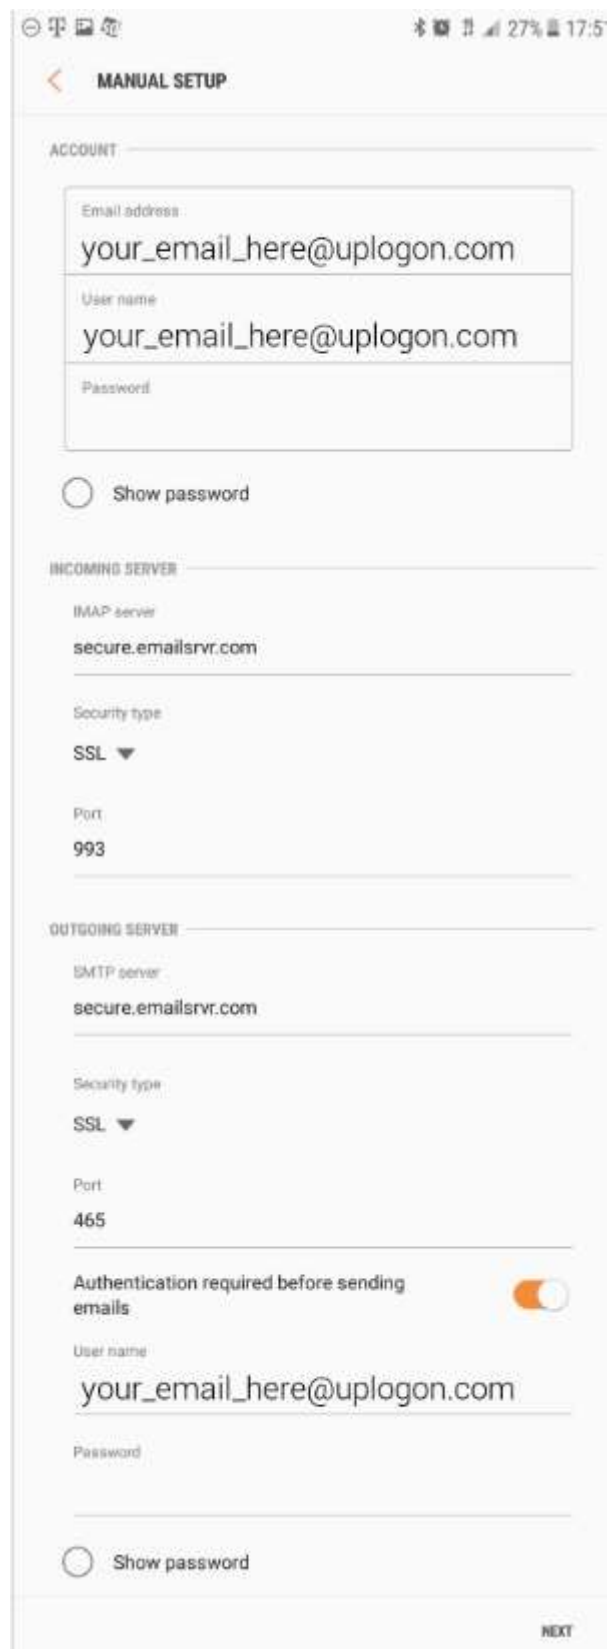 27% 17:51
MANUAL SETUP
ACCOUNT
Email address
your_email_here@uplogon.com
User name
your_email_here@uplogon.com
Password
Show password
INCOMING SERVER
IMAP server
secure.emailsrvr.com
Security type
SSL
Port
993
OUTGOING SERVER
SMTP server
secure.emailsrvr.com
Security type
SSL
Port
465
Authentication required before sending
emails
User name
your_email_here@uplogon.com
Password
Show password
NEXT